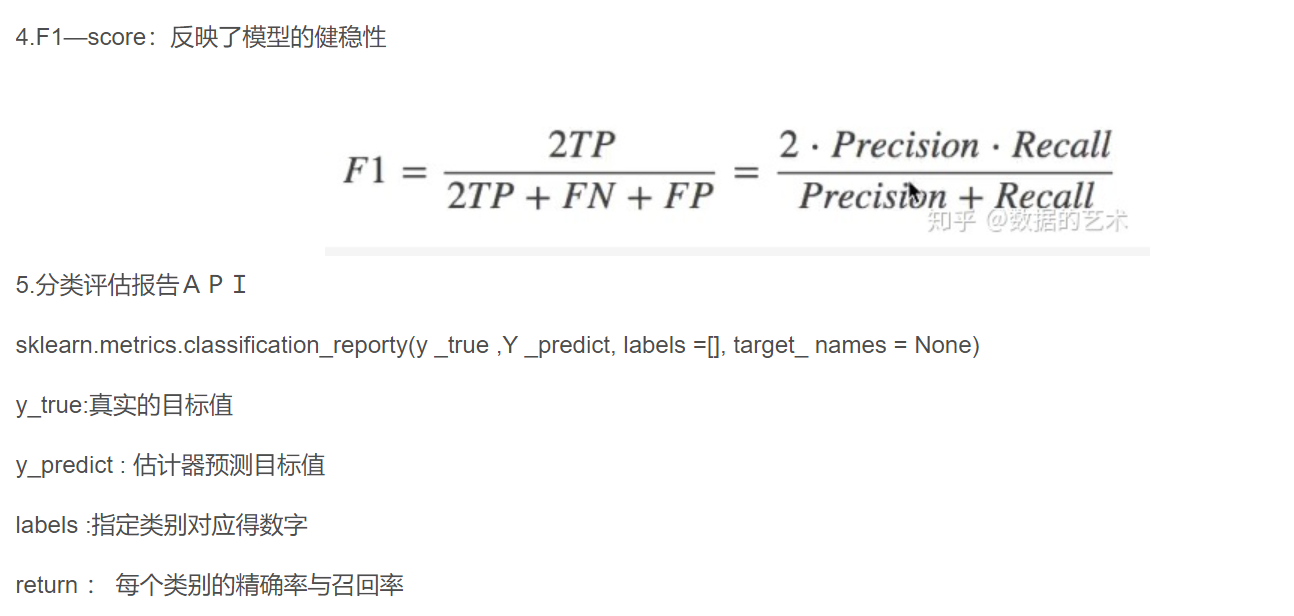 4.F1—score：反映了模型的健稳性
F1 = 2TP / (2TP + FN + FP) = 2 · Precision · Recall / (Precision + Recall)
知乎 @数据的艺术
5.分类评估报告ＡＰＩ
sklearn.metrics.classification_reporty(y _true ,Y _predict, labels =[], target_ names = None)
y_true:真实的目标值
y_predict : 估计器预测目标值
labels :指定类别对应得数字
return： 每个类别的精确率与召回率